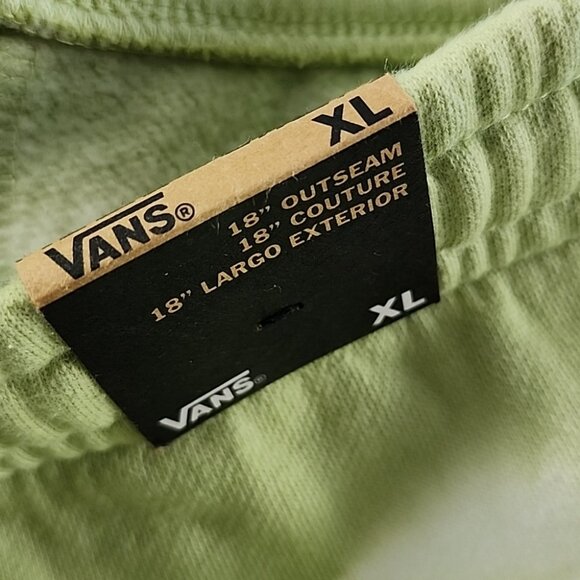 VANS® XL
18" OUTSEAM
18" COUTURE
18" LARGO EXTERIOR
XL
VANS®